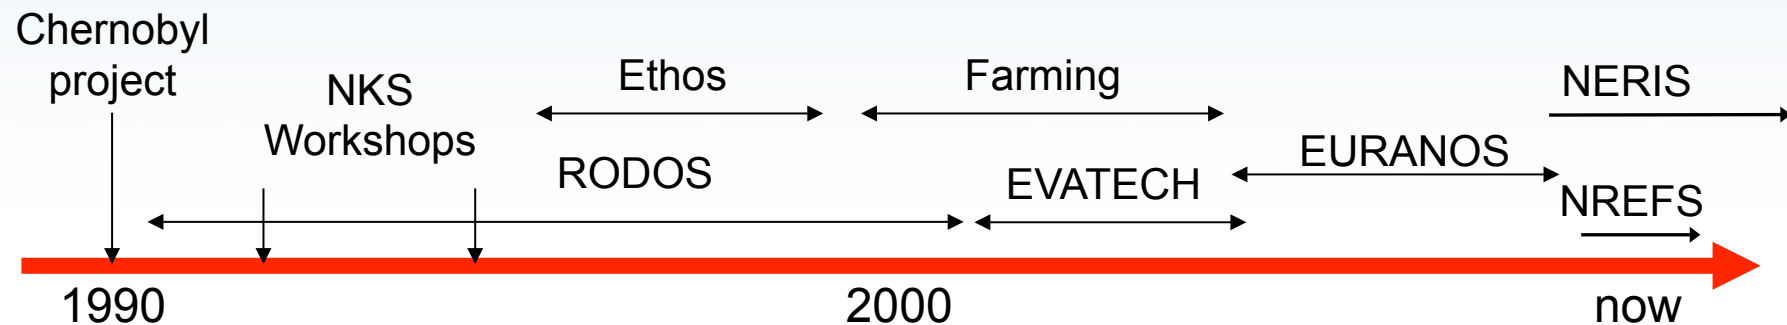 Chernobyl
project
NKS
Workshops
Ethos
Farming
NERIS
RODOS
EVATECH
EURANOS
NREFS
1990
2000
now